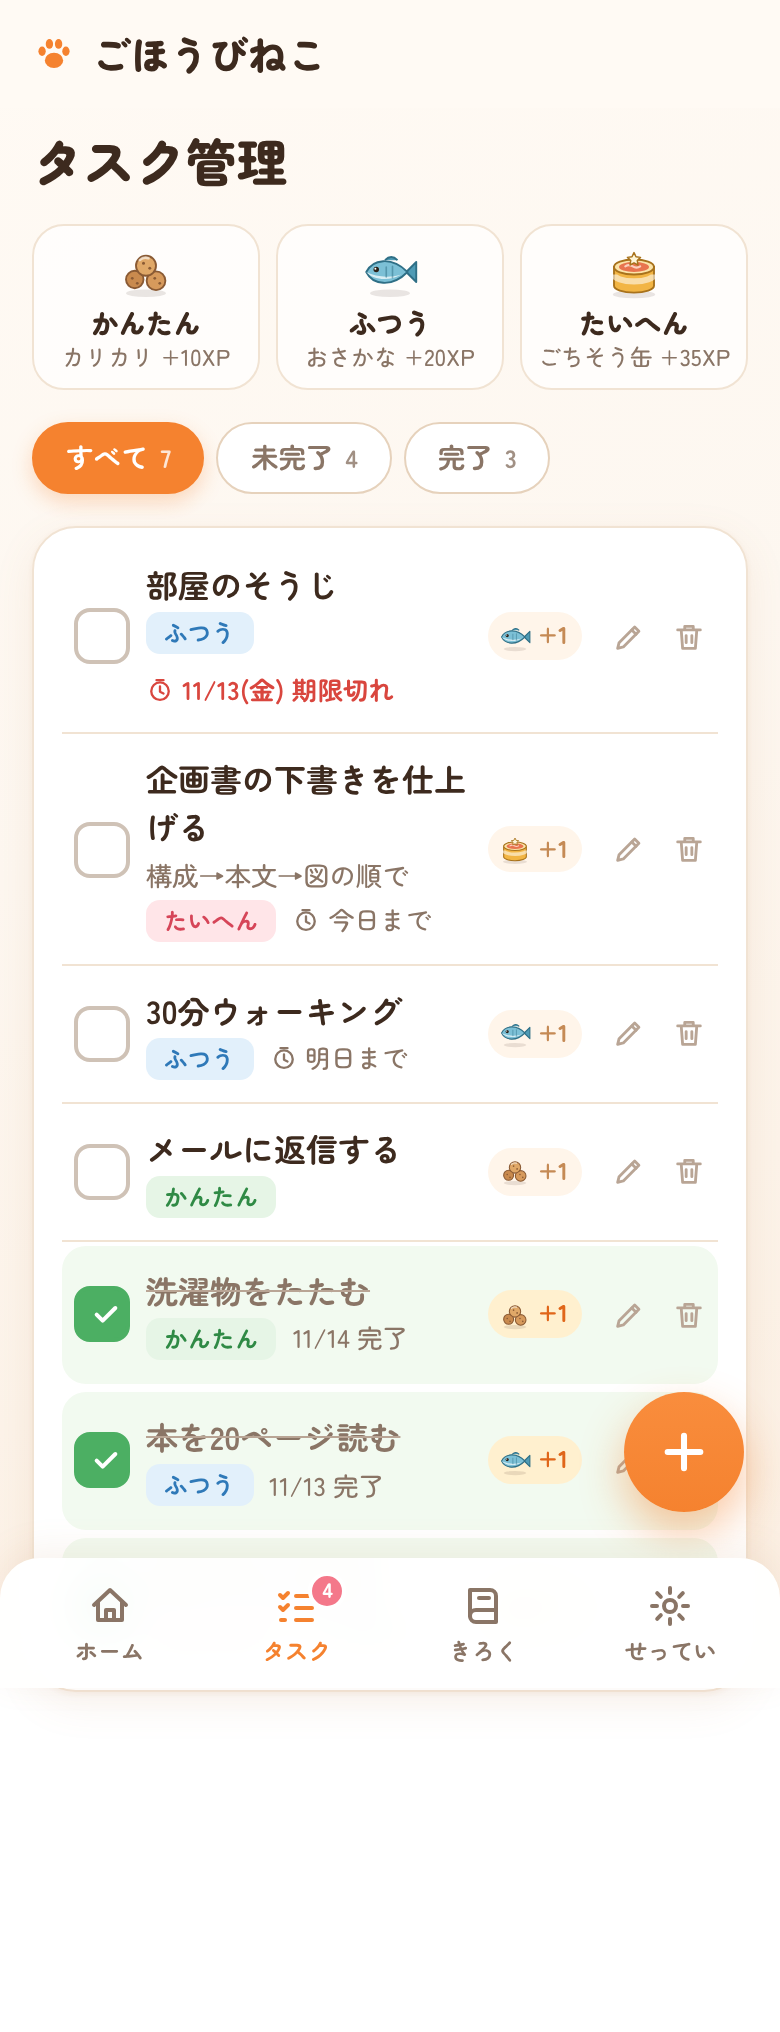 ごほうびねこ
タスク管理
かんたん
カリカリ +10XP
ふつう
おさかな +20XP
たいへん
ごちそう缶 +35XP
すべて 7
未完了 4
完了 3
部屋のそうじ
ふつう
11/13(金) 期限切れ
+1
企画書の下書きを仕上
げる
構成→本文→図の順で
たいへん 今日まで
+1
30分ウォーキング
ふつう 明日まで
+1
メールに返信する
かんたん
+1
洗濯物をたたむ
かんたん 11/14 完了
+1
本を20ページ読む
ふつう 11/13 完了
+1
ホーム
タスク 4
きろく
せってい